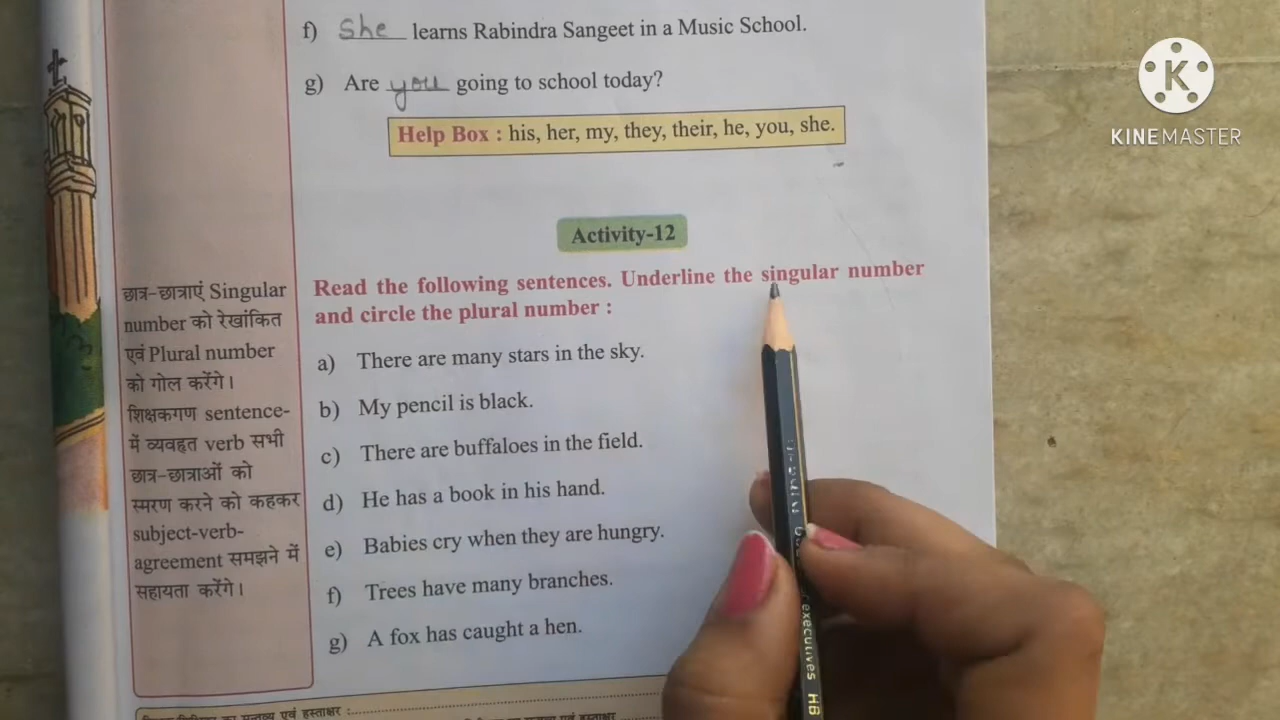 f) She learns Rabindra Sangeet in a Music School.
g) Are you going to school today?
Help Box : his, her, my, they, their, he, you, she.
K
KINEMASTER
Activity-12
Read the following sentences. Underline the singular number
and circle the plural number :
a) There are many stars in the sky.
b) My pencil is black.
c) There are buffaloes in the field.
d) He has a book in his hand.
e) Babies cry when they are hungry.
f) Trees have many branches.
g) A fox has caught a hen.
छात्र-छात्राएं Singular
number को रेखांकित
एवं Plural number
को गोल करेंगे।
शिक्षकगण sentence-
में व्यवहृत verb सभी
छात्र-छात्राओं को
स्मरण करने को कहकर
subject-verb-
agreement समझने में
सहायता करेंगे।
executives HB